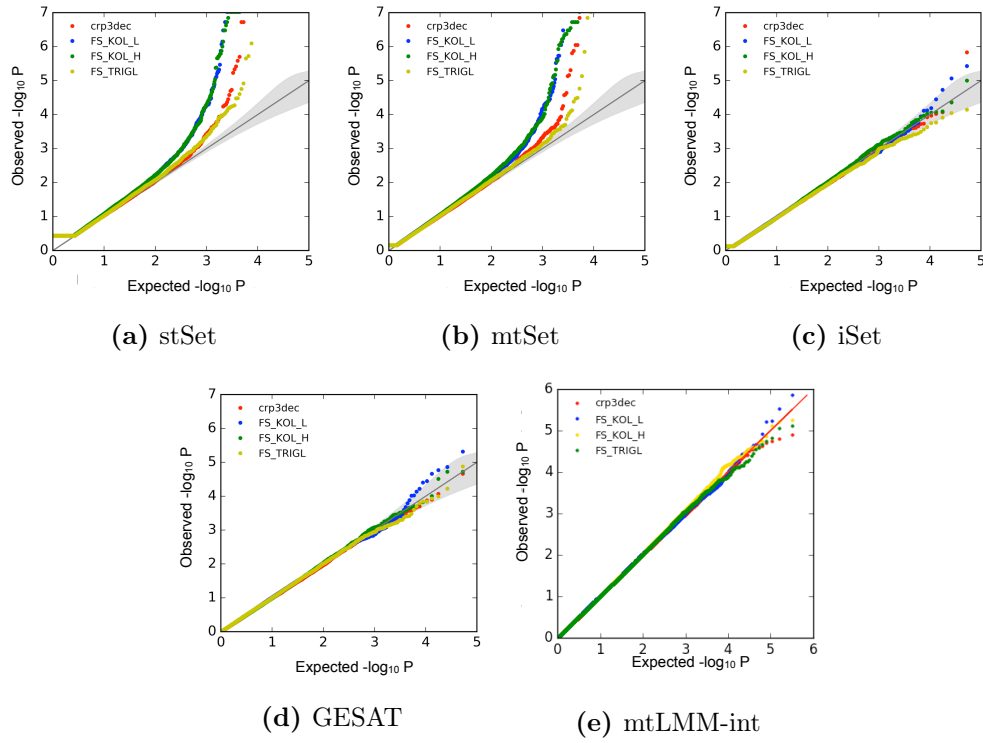 7
6
5
4
3
2
1
0
Observed -log10 P
crp3dec
FS_KOL_L
FS_KOL_H
FS_TRIGL
0 1 2 3 4 5
Expected -log10 P
(a) stSet
7
6
5
4
3
2
1
0
Observed -log10 P
crp3dec
FS_KOL_L
FS_KOL_H
FS_TRIGL
0 1 2 3 4 5
Expected -log10 P
(b) mtSet
7
6
5
4
3
2
1
0
Observed -log10 P
crp3dec
FS_KOL_L
FS_KOL_H
FS_TRIGL
0 1 2 3 4 5
Expected -log10 P
(c) iSet
7
6
5
4
3
2
1
0
Observed -log10 P
crp3dec
FS_KOL_L
FS_KOL_H
FS_TRIGL
0 1 2 3 4 5
Expected -log10 P
(d) GESAT
6
5
4
3
2
1
0
Observed -log10 P
crp3dec
FS_KOL_L
FS_KOL_H
FS_TRIGL
0 1 2 3 4 5 6
Expected -log10 P
(e) mtLMM-int